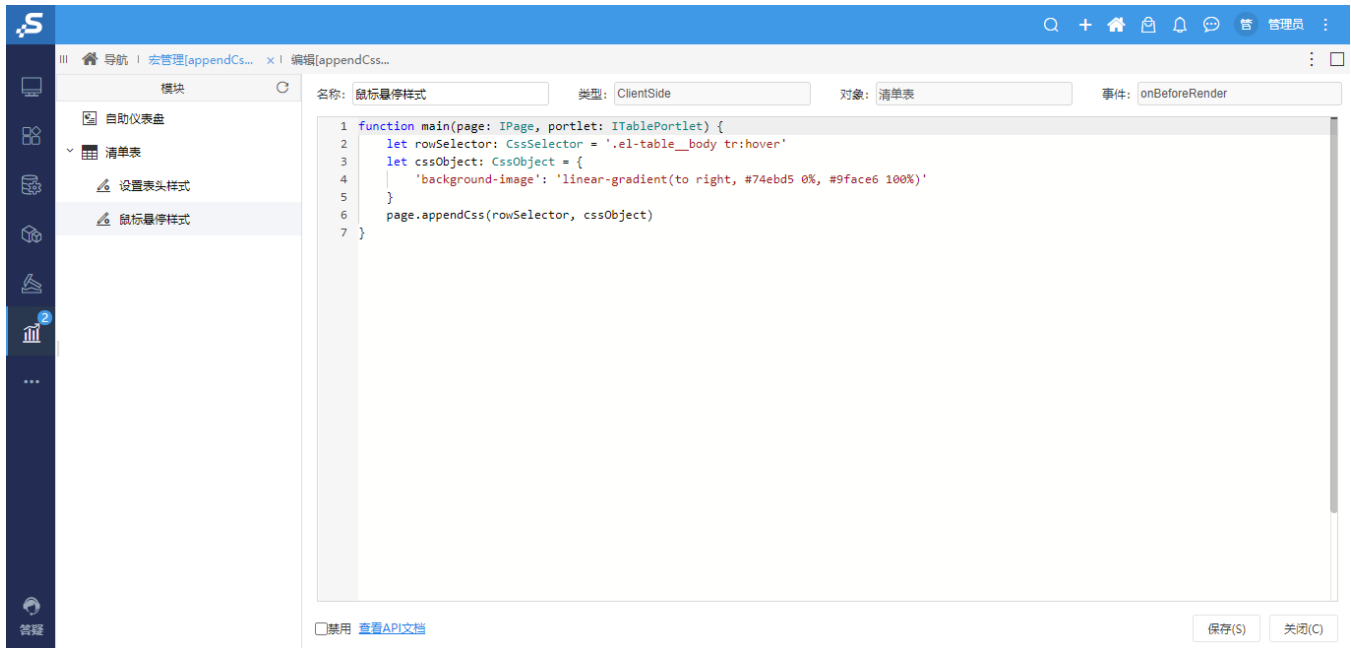 S 管 管理员
导航 宏管理[appendCs... × 编辑[appendCss...
模块
自助仪表盘
清单表
设置表头样式
鼠标悬停样式
2
答疑
名称: 鼠标悬停样式 类型: ClientSide 对象: 清单表 事件: onBeforeRender
1 function main(page: IPage, portlet: ITablePortlet) {
2 let rowSelector: CssSelector = '.el-table__body tr:hover'
3 let cssObject: CssObject = {
4 'background-image': 'linear-gradient(to right, #74ebd5 0%, #9face6 100%)'
5 }
6 page.appendCss(rowSelector, cssObject)
7 }
禁用 查看API文档 保存(S) 关闭(C)